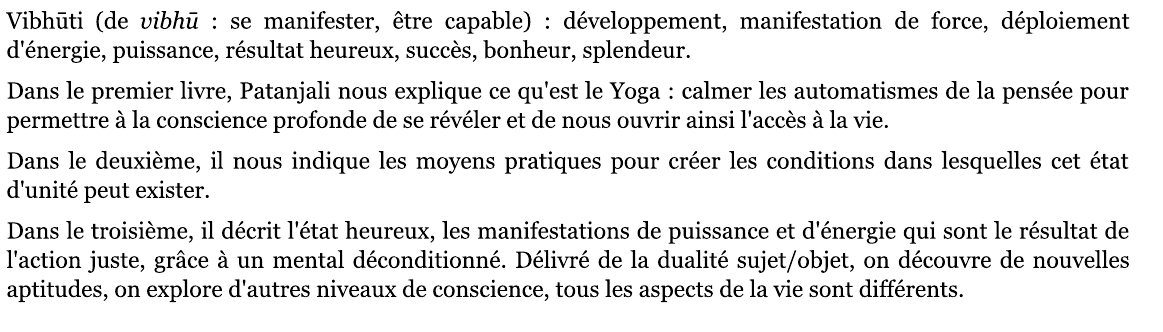 Vibhūti (de vibhū : se manifester, être capable) : développement, manifestation de force, déploiement
d'énergie, puissance, résultat heureux, succès, bonheur, splendeur.
Dans le premier livre, Patanjali nous explique ce qu'est le Yoga : calmer les automatismes de la pensée pour
permettre à la conscience profonde de se révéler et de nous ouvrir ainsi l'accès à la vie.
Dans le deuxième, il nous indique les moyens pratiques pour créer les conditions dans lesquelles cet état
d'unité peut exister.
Dans le troisième, il décrit l'état heureux, les manifestations de puissance et d'énergie qui sont le résultat de
l'action juste, grâce à un mental déconditionné. Délivré de la dualité sujet/objet, on découvre de nouvelles
aptitudes, on explore d'autres niveaux de conscience, tous les aspects de la vie sont différents.